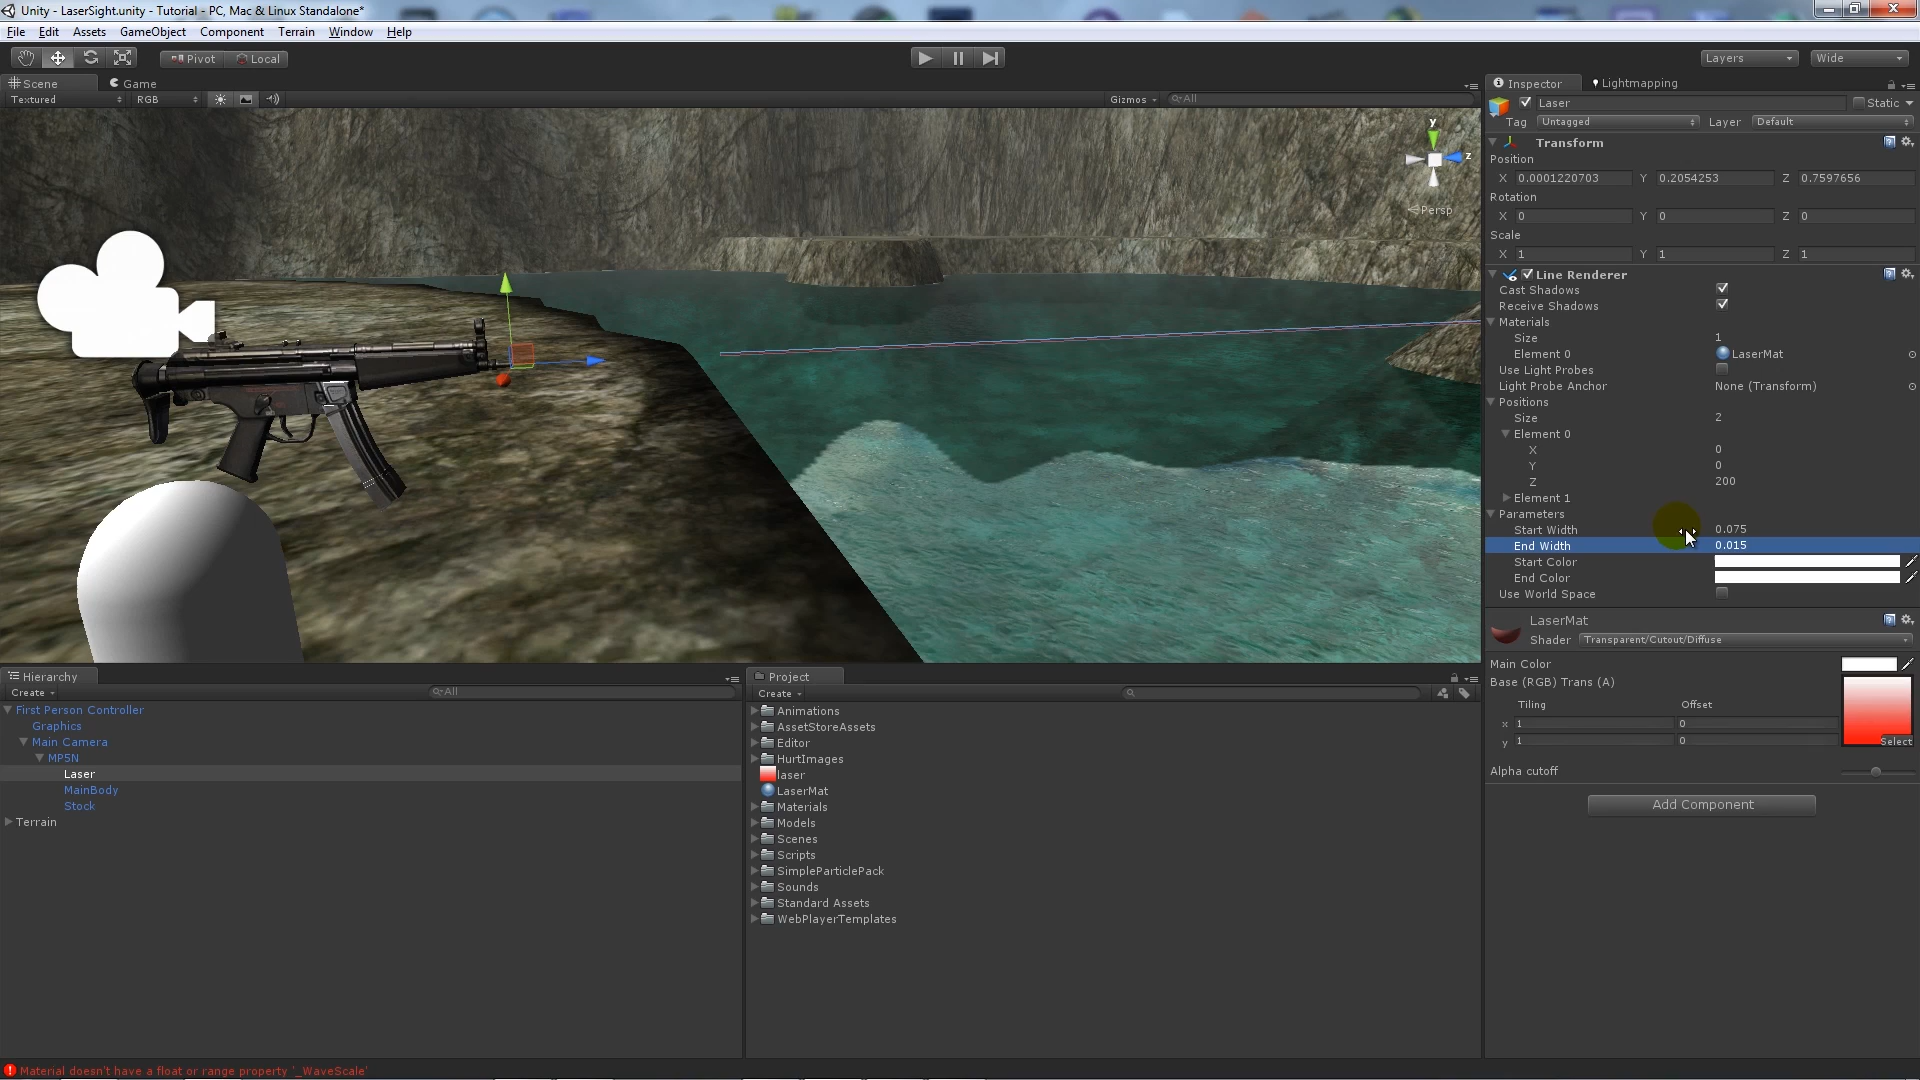 Unity - LaserSight.unity - Tutorial - PC, Mac & Linux Standalone*
File Edit Assets GameObject Component Terrain Window Help
Pivot Local Layers Wide
Scene Game
Textured RGB Gizmos All
y
z
Persp
Inspector Lightmapping
Laser Static
Tag Untagged Layer Default
Transform
Position
X 0.0001220703 Y 0.2054253 Z 0.7597656
Rotation
X 0 Y 0 Z 0
Scale
X 1 Y 1 Z 1
Line Renderer
Cast Shadows
Receive Shadows
Materials
Size 1
Element 0 LaserMat
Use Light Probes
Light Probe Anchor None (Transform)
Positions
Size 2
Element 0
X 0
Y 0
Z 200
Element 1
Parameters
Start Width 0.075
End Width 0.015
Start Color
End Color
Use World Space
LaserMat
Shader Transparent/Cutout/Diffuse
Main Color
Base (RGB) Trans (A)
Tiling Offset
x 1 0
y 1 0
Select
Alpha cutoff
Add Component
Hierarchy
Create All
First Person Controller
Graphics
Main Camera
MP5N
Laser
MainBody
Stock
Terrain
Project
Create
Animations
AssetStoreAssets
Editor
HurtImages
laser
LaserMat
Materials
Models
Scenes
Scripts
SimpleParticlePack
Sounds
Standard Assets
WebPlayerTemplates
Material doesn't have a float or range property '_WaveScale'